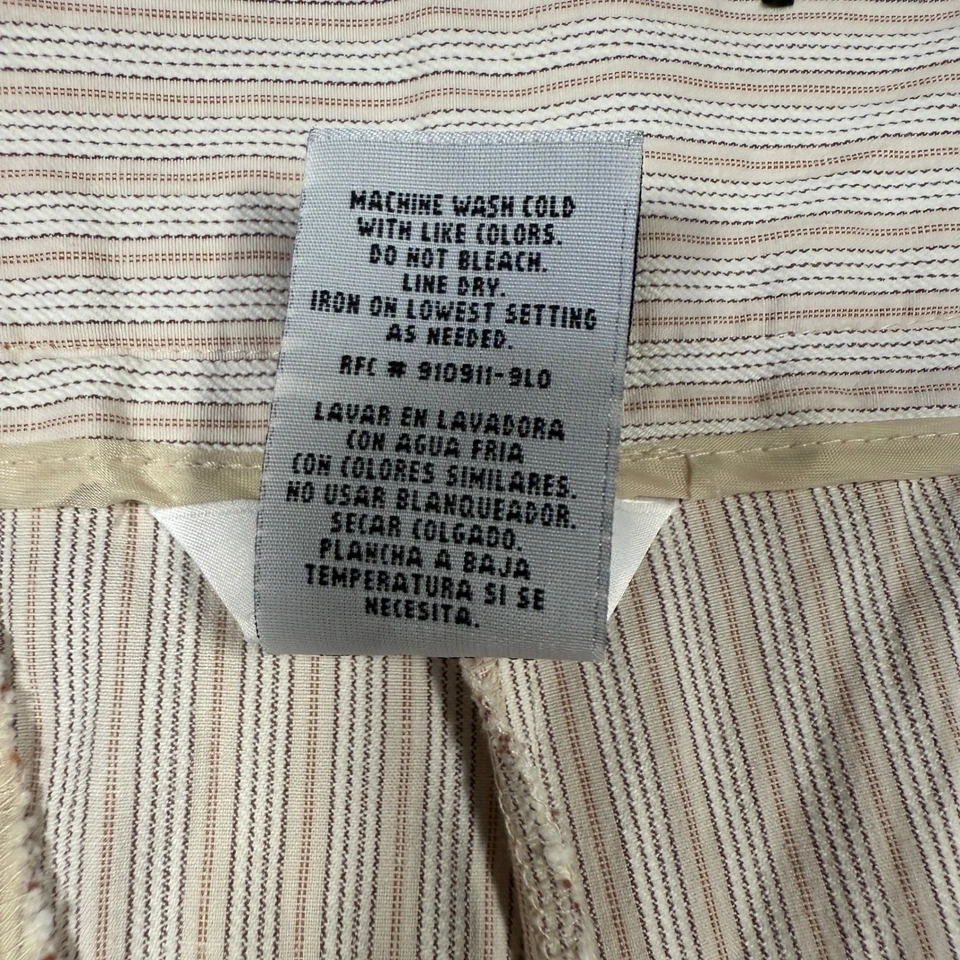 MACHINE WASH COLD
WITH LIKE COLORS.
DO NOT BLEACH.
LINE DRY.
IRON ON LOWEST SETTING
AS NEEDED.
RFC # 910911-9L0
LAVAR EN LAVADORA
CON AGUA FRIA
CON COLORES SIMILARES.
NO USAR BLANQUEADOR.
SECAR COLGADO.
PLANCHA A BAJA
TEMPERATURA SI SE
NECESITA.